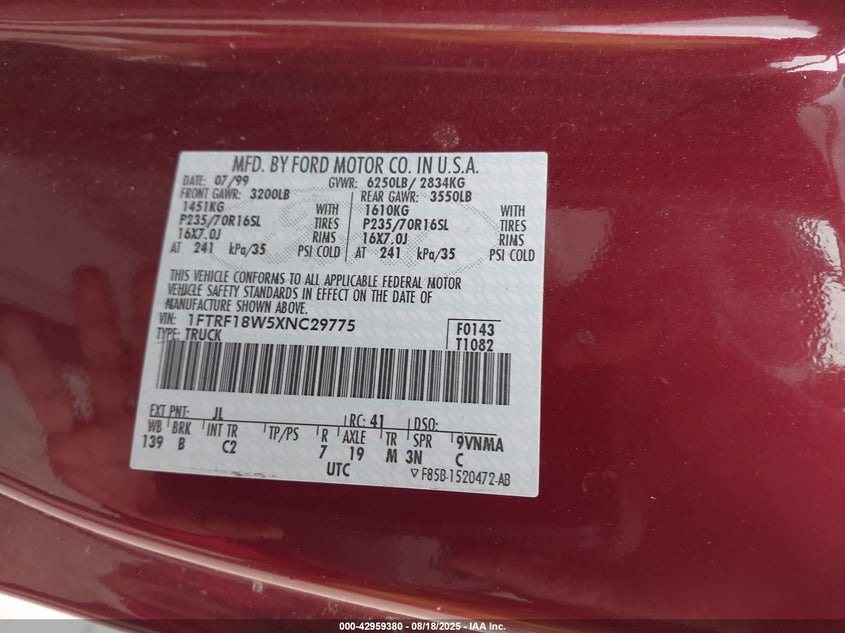 MFD. BY FORD MOTOR CO. IN U.S.A.
DATE: 07/99 GVWR: 6250LB/ 2834KG
FRONT GAWR: 3200LB REAR GAWR: 3550LB
1451KG WITH 1610KG WITH
P235/70R16SL TIRES P235/70R16SL TIRES
16X7.0J RIMS 16X7.0J RIMS
AT 241 kPa/35 PSI COLD AT 241 kPa/35 PSI COLD
THIS VEHICLE CONFORMS TO ALL APPLICABLE FEDERAL MOTOR
VEHICLE SAFETY STANDARDS IN EFFECT ON THE DATE OF
MANUFACTURE SHOWN ABOVE.
VIN: 1FTRF18W5XNC29775 F0143
TYPE: TRUCK T1082
EXT PNT: JL RC: 41 DSO:
WB BRK INT TR TP/PS R AXLE TR SPR 9VNMA
139 B C2 7 19 M 3N C
UTC ▽ F85B-1520472-AB
000-42959380 - 08/18/2025 - IAA Inc.